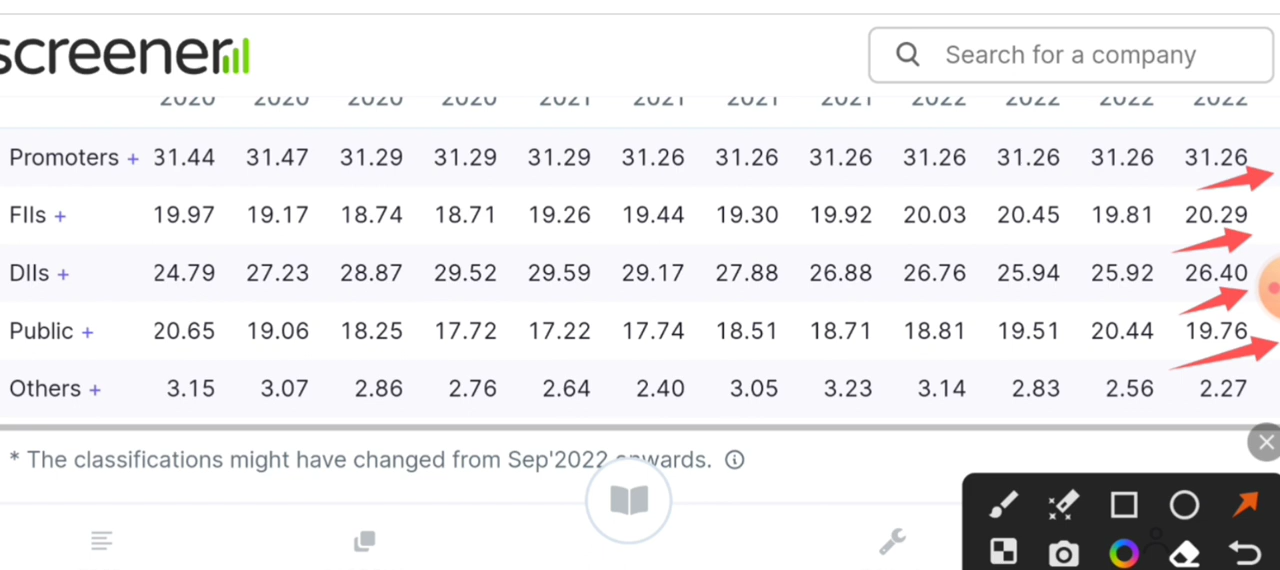 screener
Search for a company
2020 2020 2020 2020 2021 2021 2021 2021 2022 2022 2022 2022
Promoters + 31.44 31.47 31.29 31.29 31.29 31.26 31.26 31.26 31.26 31.26 31.26 31.26
FIIs + 19.97 19.17 18.74 18.71 19.26 19.44 19.30 19.92 20.03 20.45 19.81 20.29
DIIs + 24.79 27.23 28.87 29.52 29.59 29.17 27.88 26.88 26.76 25.94 25.92 26.40
Public + 20.65 19.06 18.25 17.72 17.22 17.74 18.51 18.71 18.81 19.51 20.44 19.76
Others + 3.15 3.07 2.86 2.76 2.64 2.40 3.05 3.23 3.14 2.83 2.56 2.27
* The classifications might have changed from Sep'2022 onwards.